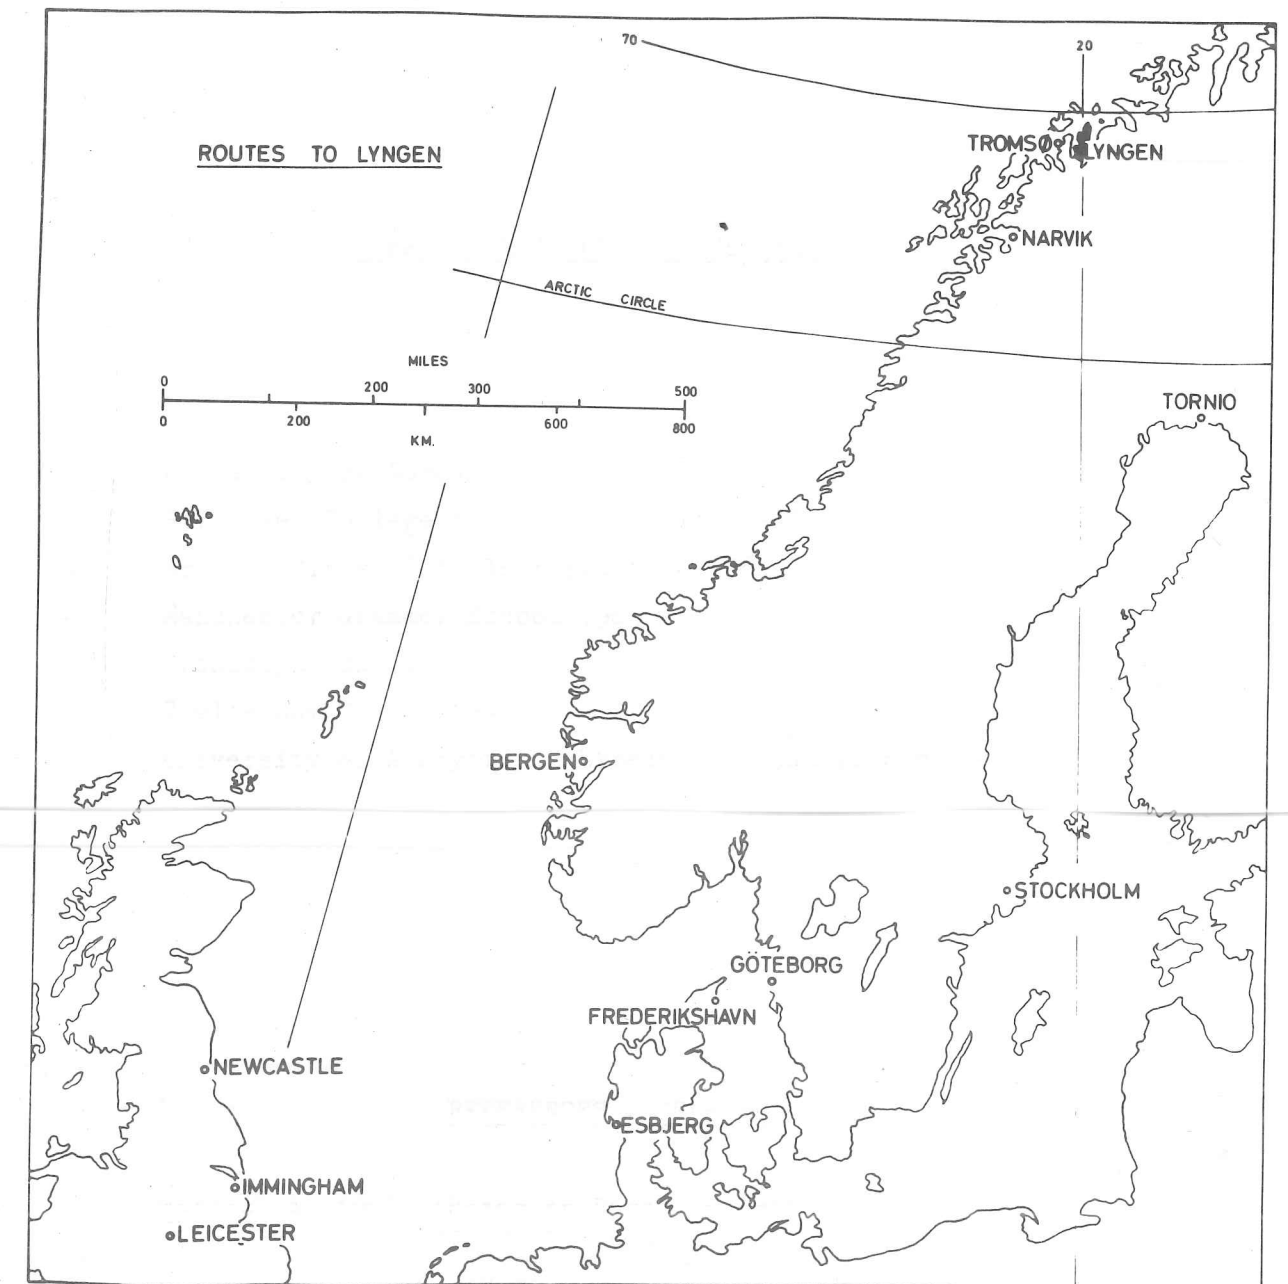 70
20
ROUTES TO LYNGEN
TROMSØ
LYNGEN
NARVIK
ARCTIC CIRCLE
MILES
0 200 300 500
0 200 600 800
KM.
TORNIO
BERGEN
STOCKHOLM
GÖTEBORG
FREDERIKSHAVN
NEWCASTLE
ESBJERG
IMMINGHAM
LEICESTER